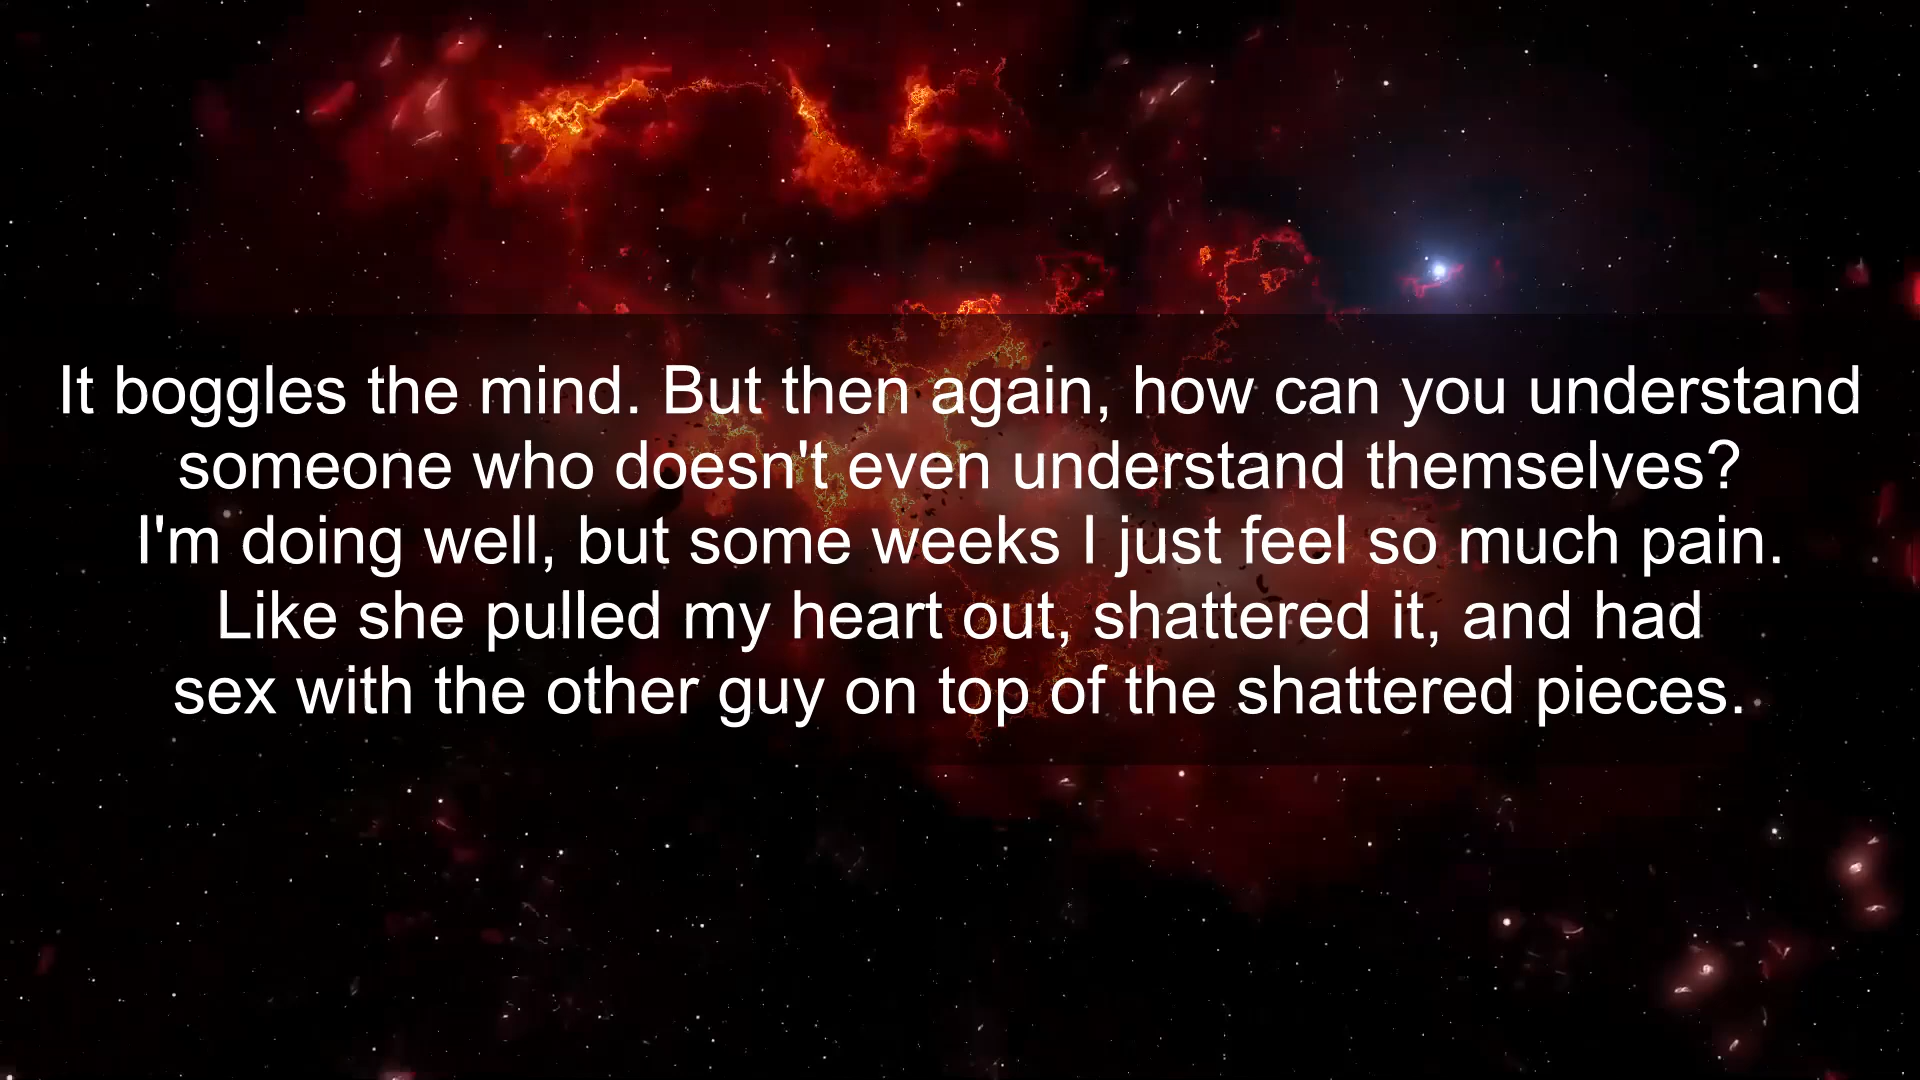 It boggles the mind. But then again, how can you understand
someone who doesn't even understand themselves?
I'm doing well, but some weeks I just feel so much pain.
Like she pulled my heart out, shattered it, and had
sex with the other guy on top of the shattered pieces.